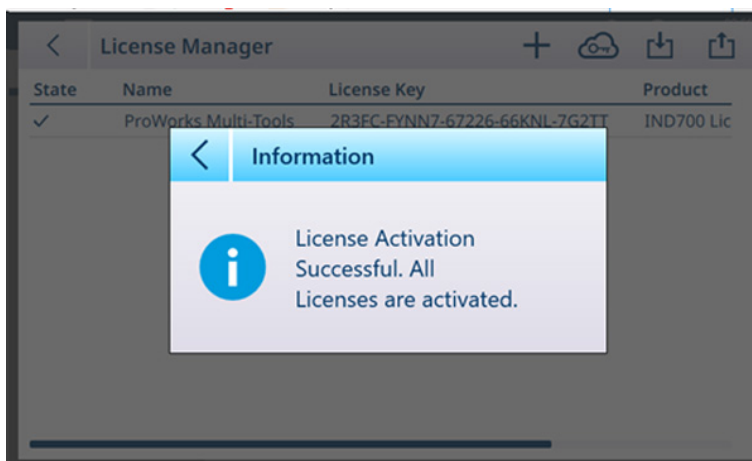 License Manager
State Name License Key Product
ProWorks Multi-Tools 2R3FC-FYNN7-67226-66KNL-7G2TT IND700 Lic
Information
License Activation
Successful. All
Licenses are activated.